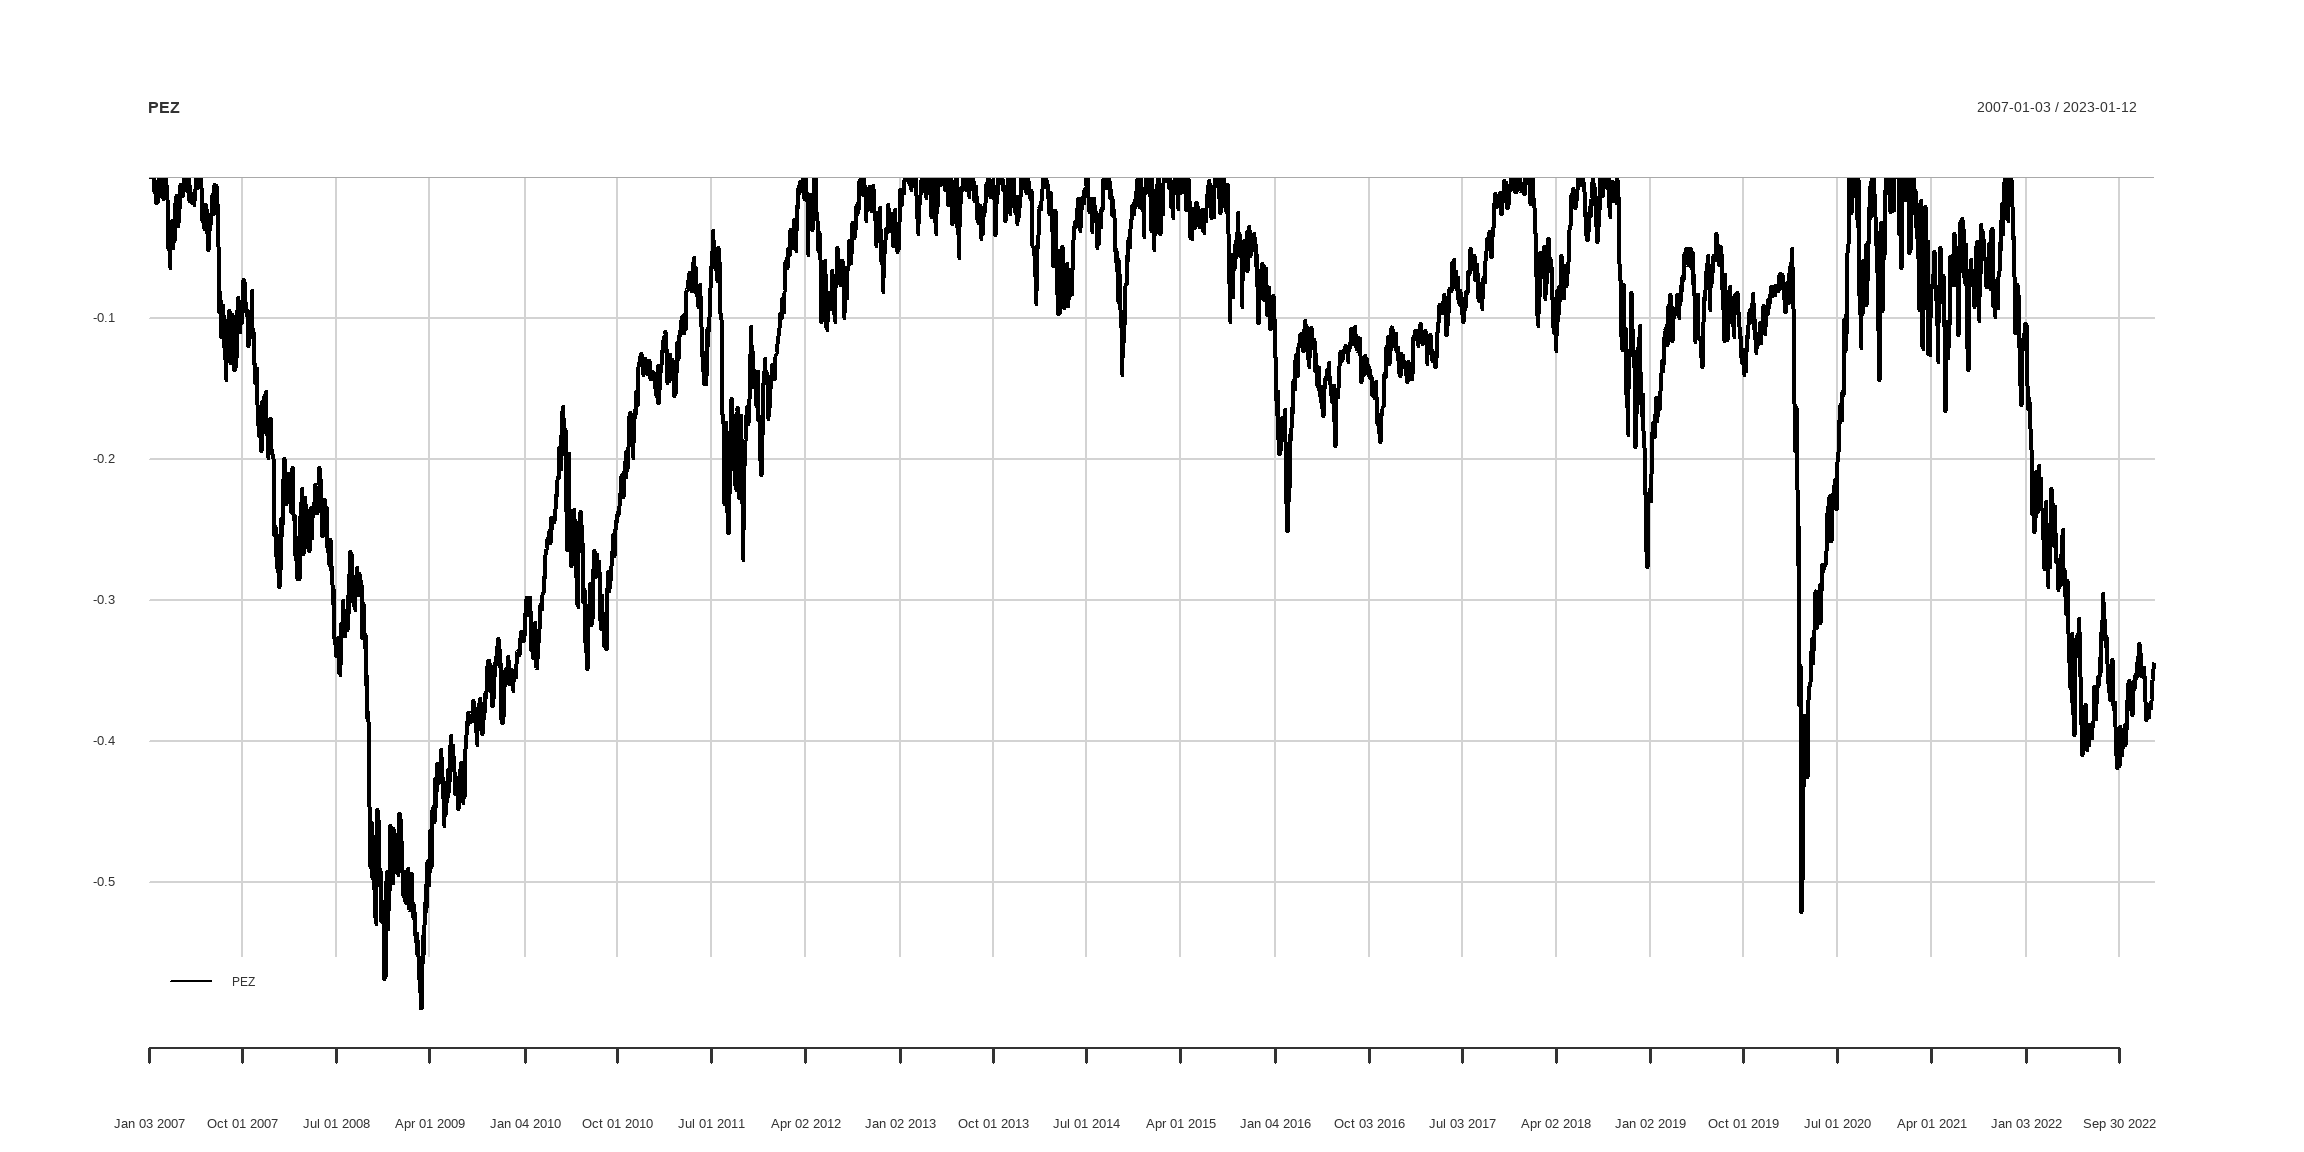 PEZ
2007-01-03 / 2023-01-12
-0.1
-0.2
-0.3
-0.4
-0.5
PEZ
Jan 03 2007 Oct 01 2007 Jul 01 2008 Apr 01 2009 Jan 04 2010 Oct 01 2010 Jul 01 2011 Apr 02 2012 Jan 02 2013 Oct 01 2013 Jul 01 2014 Apr 01 2015 Jan 04 2016 Oct 03 2016 Jul 03 2017 Apr 02 2018 Jan 02 2019 Oct 01 2019 Jul 01 2020 Apr 01 2021 Jan 03 2022 Sep 30 2022